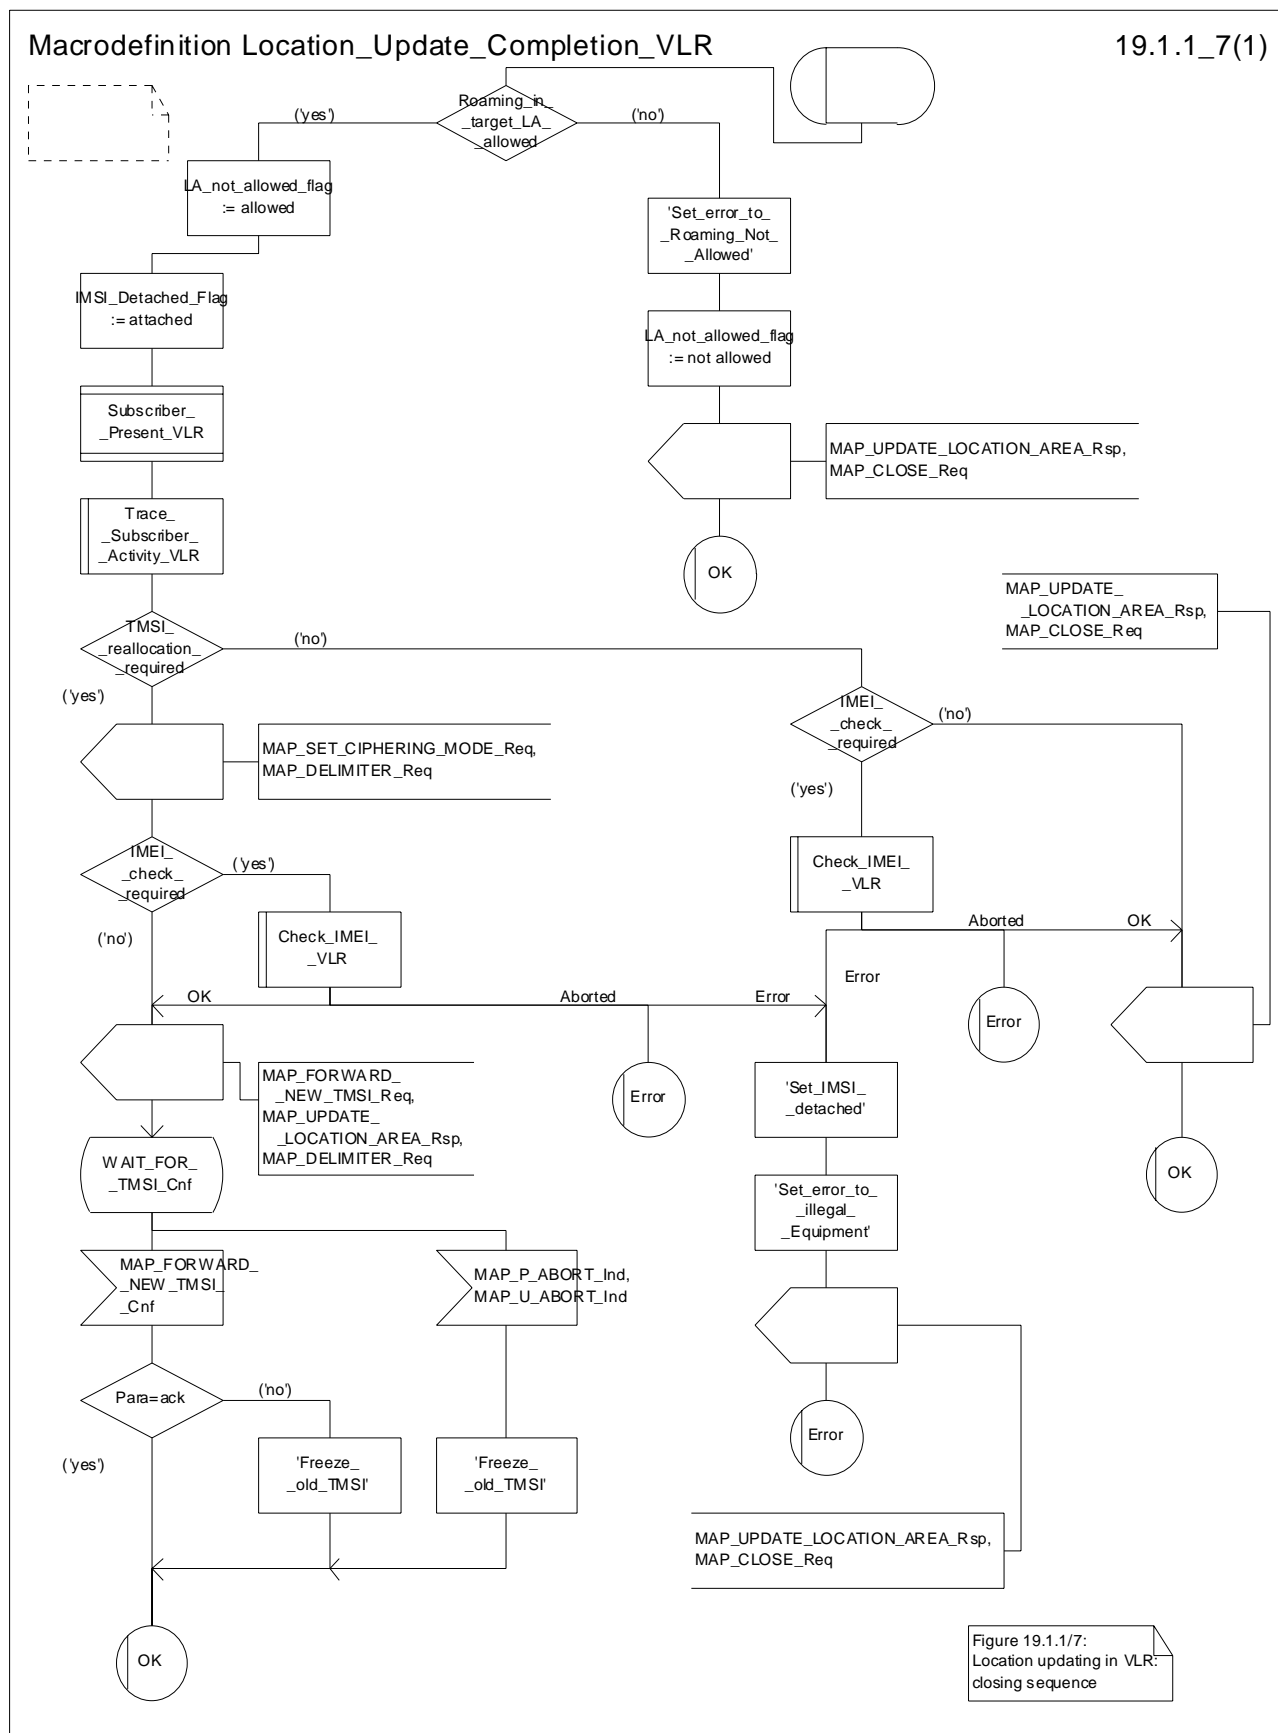 Macrodefinition Location_Update_Completion_VLR
19.1.1_7(1)
Roaming_in_
_target_LA_
_allowed
('yes')
('no')
LA_not_allowed_flag
:= allowed
'Set_error_to_
_Roaming_Not_
_Allowed'
IMSI_Detached_Flag
:= attached
LA_not_allowed_flag
:= not allowed
Subscriber_
_Present_VLR
MAP_UPDATE_LOCATION_AREA_Rsp,
MAP_CLOSE_Req
Trace_
_Subscriber_
_Activity_VLR
OK
MAP_UPDATE_
_LOCATION_AREA_Rsp,
MAP_CLOSE_Req
TMSI_
_reallocation_
_required
('no')
('yes')
IMEI_
_check_
_required
('no')
('yes')
MAP_SET_CIPHERING_MODE_Req,
MAP_DELIMITER_Req
IMEI_
_check_
_required
('yes')
('no')
Check_IMEI_
_VLR
Check_IMEI_
_VLR
Aborted
OK
Error
OK
Aborted
Error
Error
Error
MAP_FORWARD_
_NEW_TMSI_Req,
MAP_UPDATE_
_LOCATION_AREA_Rsp,
MAP_DELIMITER_Req
'Set_IMSI_
_detached'
WAIT_FOR_
_TMSI_Cnf
OK
'Set_error_to_
_illegal_
_Equipment'
MAP_FORWARD_
_NEW_TMSI_
_Cnf
MAP_P_ABORT_Ind,
MAP_U_ABORT_Ind
Para=ack
('no')
('yes')
Error
'Freeze_
_old_TMSI'
'Freeze_
_old_TMSI'
MAP_UPDATE_LOCATION_AREA_Rsp,
MAP_CLOSE_Req
OK
Figure 19.1.1/7:
Location updating in VLR:
closing sequence